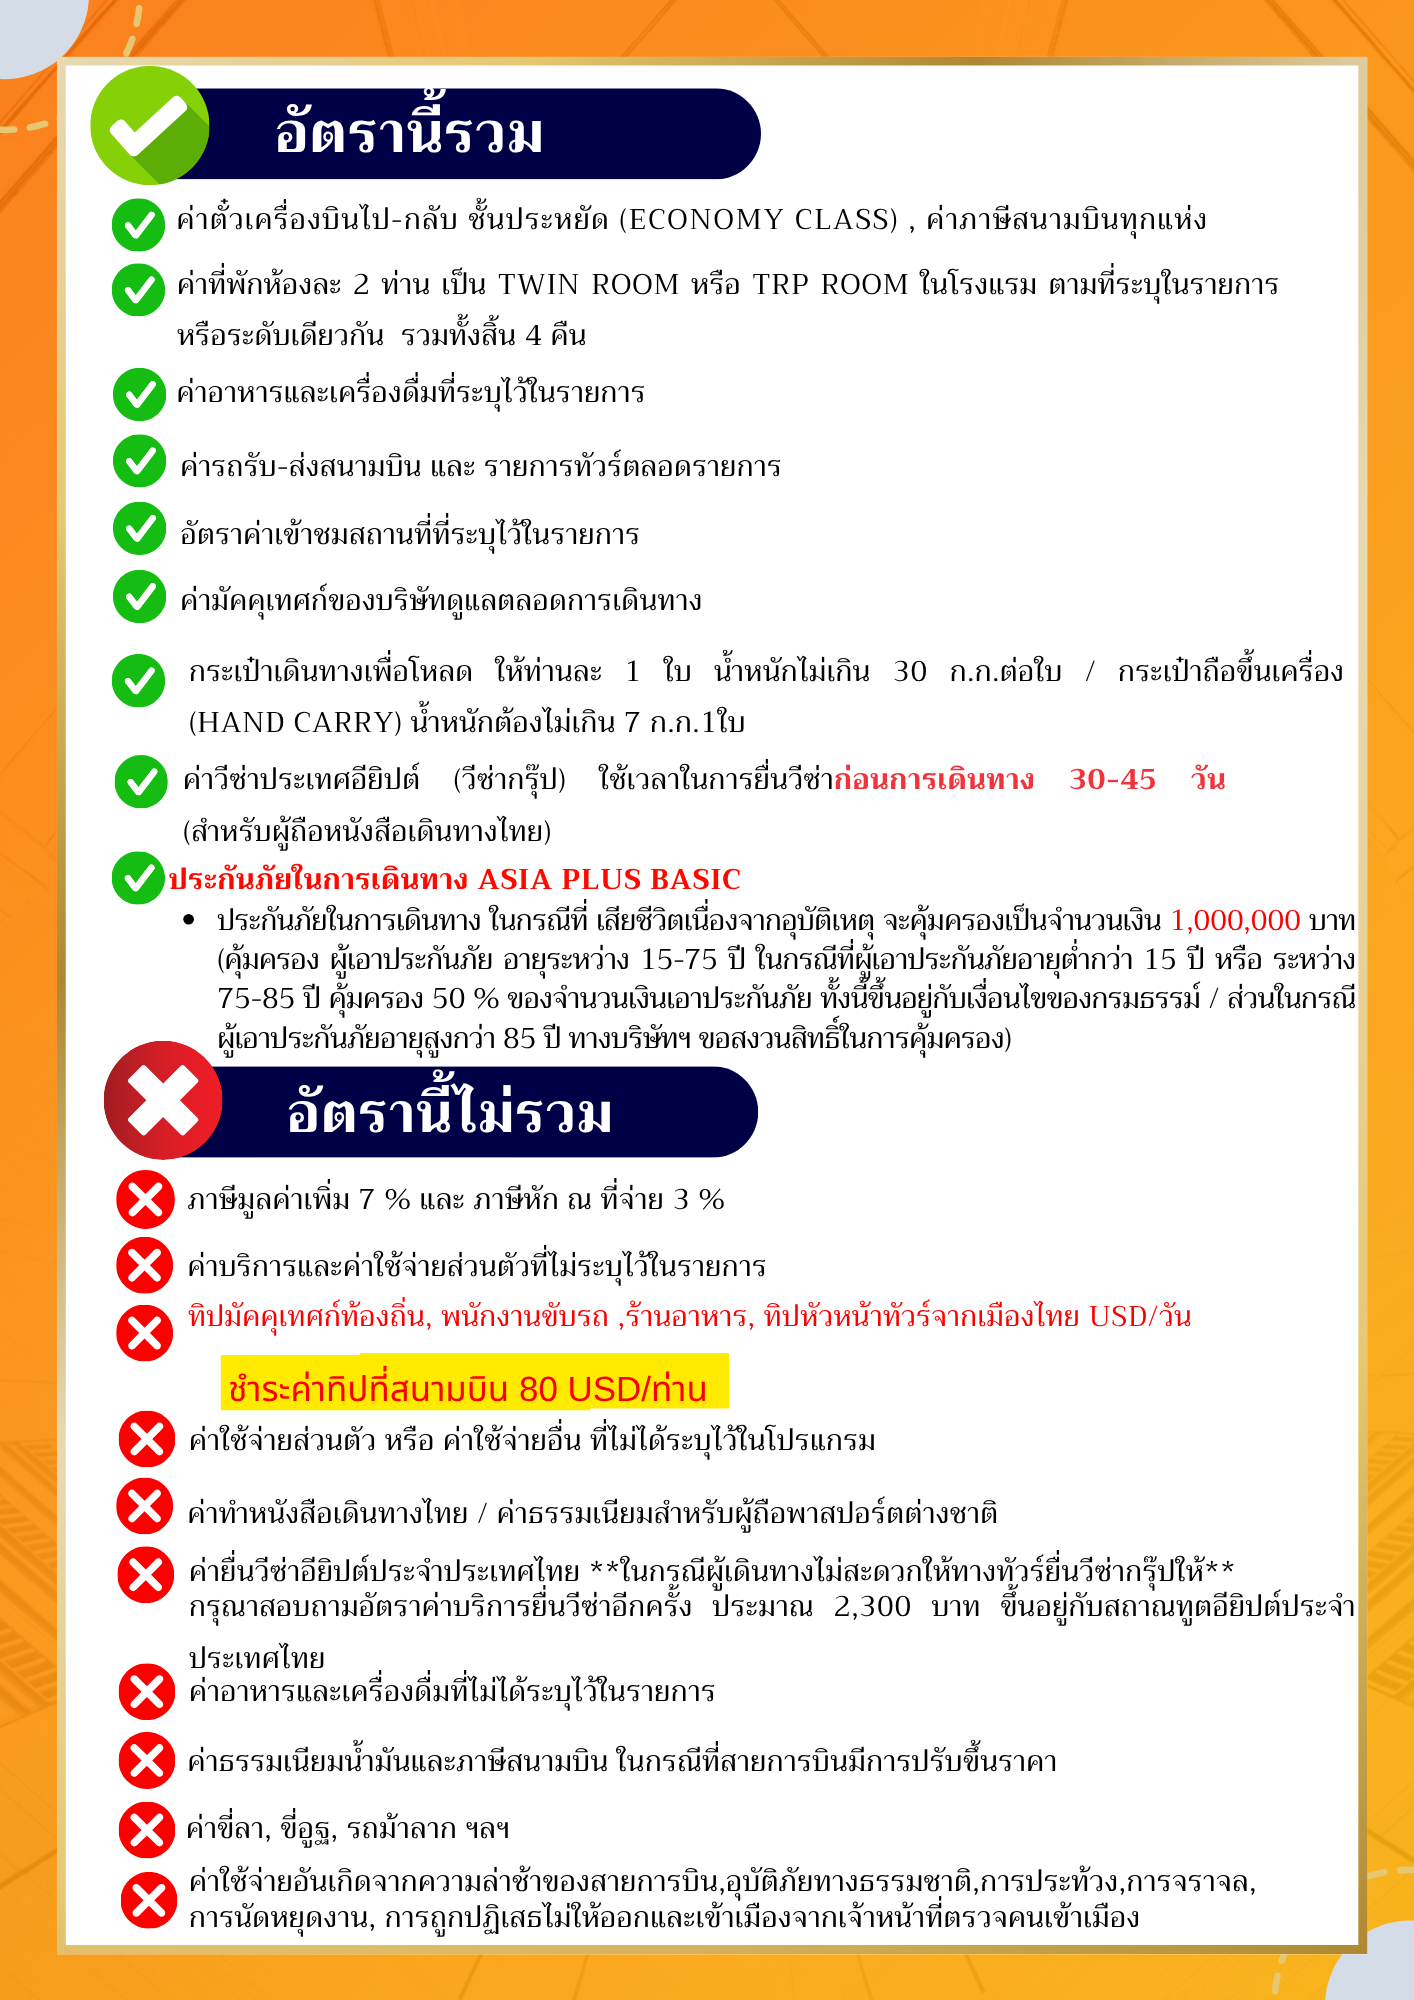 อัตรานี้รวม
ค่าตั๋วเครื่องบินไป-กลับ ชั้นประหยัด (ECONOMY CLASS) , ค่าภาษีสนามบินทุกแห่ง
ค่าที่พักห้องละ 2 ท่าน เป็น TWIN ROOM หรือ TRP ROOM ในโรงแรม ตามที่ระบุในรายการ
หรือระดับเดียวกัน รวมทั้งสิ้น 4 คืน
ค่าอาหารและเครื่องดื่มที่ระบุไว้ในรายการ
ค่ารถรับ-ส่งสนามบิน และ รายการทัวร์ตลอดรายการ
อัตราค่าเข้าชมสถานที่ที่ระบุไว้ในรายการ
ค่ามัคคุเทศก์ของบริษัทดูแลตลอดการเดินทาง
กระเป๋าเดินทางเพื่อโหลด ให้ท่านละ 1 ใบ น้ำหนักไม่เกิน 30 ก.ก.ต่อใบ / กระเป๋าถือขึ้นเครื่อง
(HAND CARRY) น้ำหนักต้องไม่เกิน 7 ก.ก.1ใบ
ค่าวีซ่าประเทศอียิปต์ (วีซ่ากรุ๊ป) ใช้เวลาในการยื่นวีซ่าก่อนการเดินทาง 30-45 วัน
(สำหรับผู้ถือหนังสือเดินทางไทย)
ประกันภัยในการเดินทาง ASIA PLUS BASIC
• ประกันภัยในการเดินทาง ในกรณีที่ เสียชีวิตเนื่องจากอุบัติเหตุ จะคุ้มครองเป็นจำนวนเงิน 1,000,000 บาท
(คุ้มครอง ผู้เอาประกันภัย อายุระหว่าง 15-75 ปี ในกรณีที่ผู้เอาประกันภัยอายุต่ำกว่า 15 ปี หรือ ระหว่าง
75-85 ปี คุ้มครอง 50 % ของจำนวนเงินเอาประกันภัย ทั้งนี้ขึ้นอยู่กับเงื่อนไขของกรมธรรม์ / ส่วนในกรณี
ผู้เอาประกันภัยอายุสูงกว่า 85 ปี ทางบริษัทฯ ขอสงวนสิทธิ์ในการคุ้มครอง)
อัตรานี้ไม่รวม
ภาษีมูลค่าเพิ่ม 7 % และ ภาษีหัก ณ ที่จ่าย 3 %
ค่าบริการและค่าใช้จ่ายส่วนตัวที่ไม่ระบุไว้ในรายการ
ทิปมัคคุเทศก์ท้องถิ่น, พนักงานขับรถ ,ร้านอาหาร, ทิปหัวหน้าทัวร์จากเมืองไทย USD/วัน
ชำระค่าทิปที่สนามบิน 80 USD/ท่าน
ค่าใช้จ่ายส่วนตัว หรือ ค่าใช้จ่ายอื่น ที่ไม่ได้ระบุไว้ในโปรแกรม
ค่าทำหนังสือเดินทางไทย / ค่าธรรมเนียมสำหรับผู้ถือพาสปอร์ตต่างชาติ
ค่ายื่นวีซ่าอียิปต์ประจำประเทศไทย **ในกรณีผู้เดินทางไม่สะดวกให้ทางทัวร์ยื่นวีซ่ากรุ๊ปให้**
กรุณาสอบถามอัตราค่าบริการยื่นวีซ่าอีกครั้ง ประมาณ 2,300 บาท ขึ้นอยู่กับสถาณทูตอียิปต์ประจำ
ประเทศไทย
ค่าอาหารและเครื่องดื่มที่ไม่ได้ระบุไว้ในรายการ
ค่าธรรมเนียมน้ำมันและภาษีสนามบิน ในกรณีที่สายการบินมีการปรับขึ้นราคา
ค่าขี่ลา, ขี่อูฐ, รถม้าลาก ฯลฯ
ค่าใช้จ่ายอันเกิดจากความล่าช้าของสายการบิน,อุบัติภัยทางธรรมชาติ,การประท้วง,การจราจล,
การนัดหยุดงาน, การถูกปฏิเสธไม่ให้ออกและเข้าเมืองจากเจ้าหน้าที่ตรวจคนเข้าเมือง